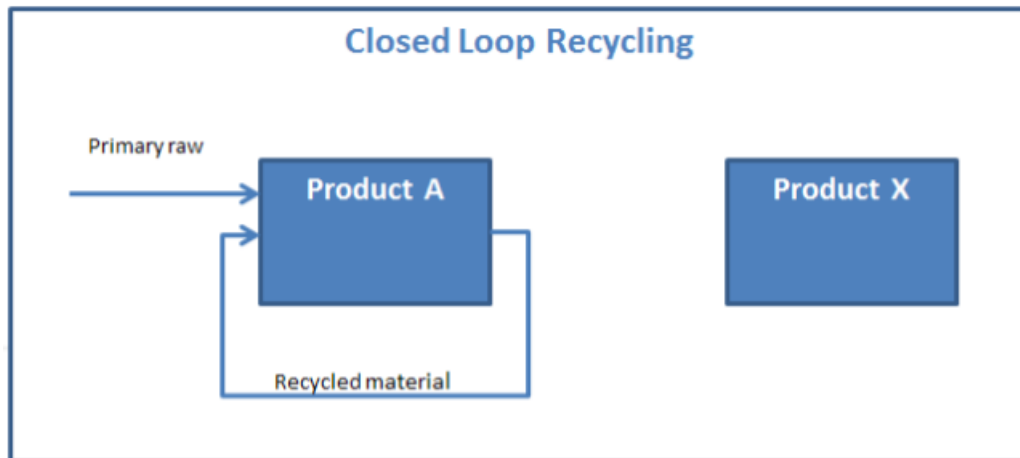 Closed Loop Recycling
Primary raw
Product A
Product X
Recycled material